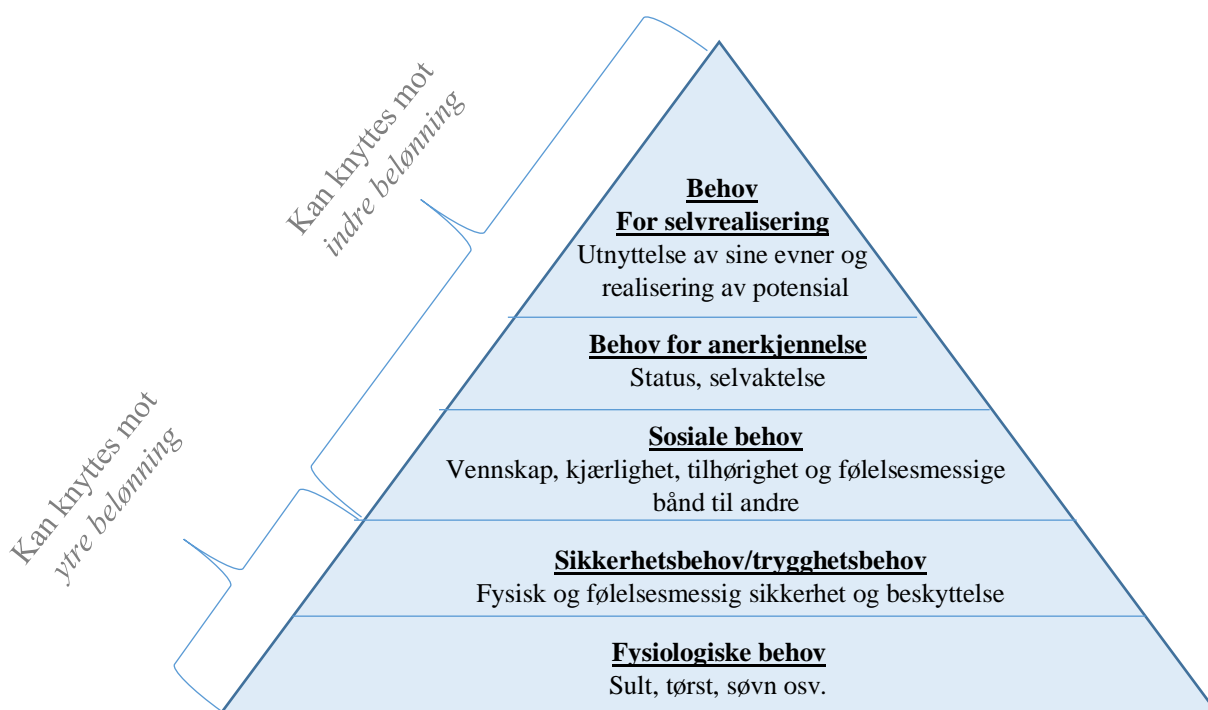 Kan knyttes mot
indre belønning
Kan knyttes mot
ytre belønning
Behov
For selvrealisering
Utnyttelse av sine evner og
realisering av potensial
Behov for anerkjennelse
Status, selvaktelse
Sosiale behov
Vennskap, kjærlighet, tilhørighet og følelsesmessige
bånd til andre
Sikkerhetsbehov/trygghetsbehov
Fysisk og følelsesmessig sikkerhet og beskyttelse
Fysiologiske behov
Sult, tørst, søvn osv.